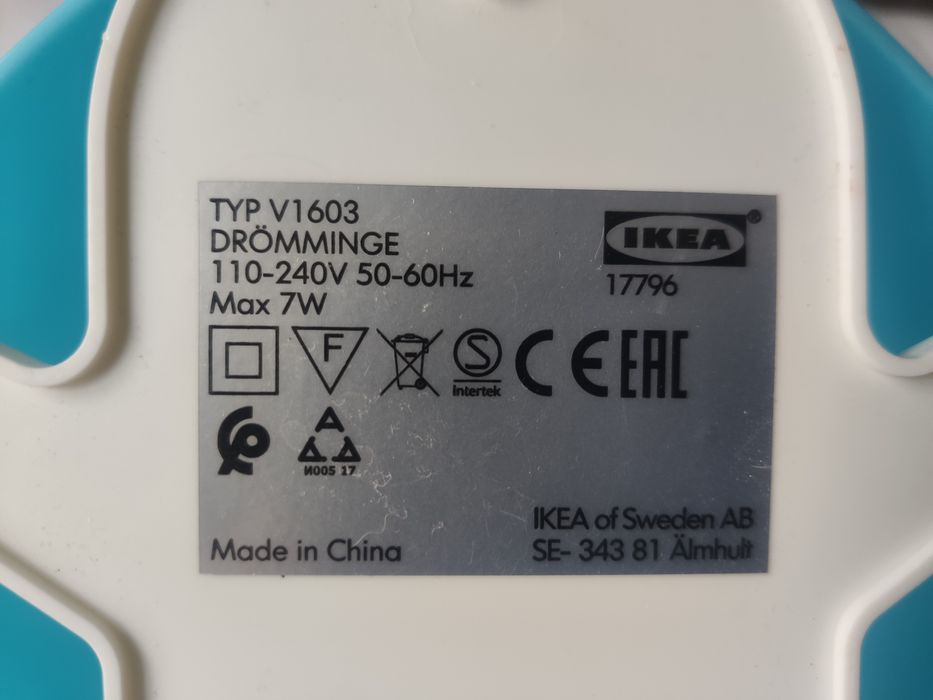 TYP V1603
DRÖMMINGE
110-240V 50-60Hz
Max 7W
IKEA®
17796
F
S
Intertek
CE
EAC
И005 17
Made in China
IKEA of Sweden AB
SE- 343 81 Älmhult